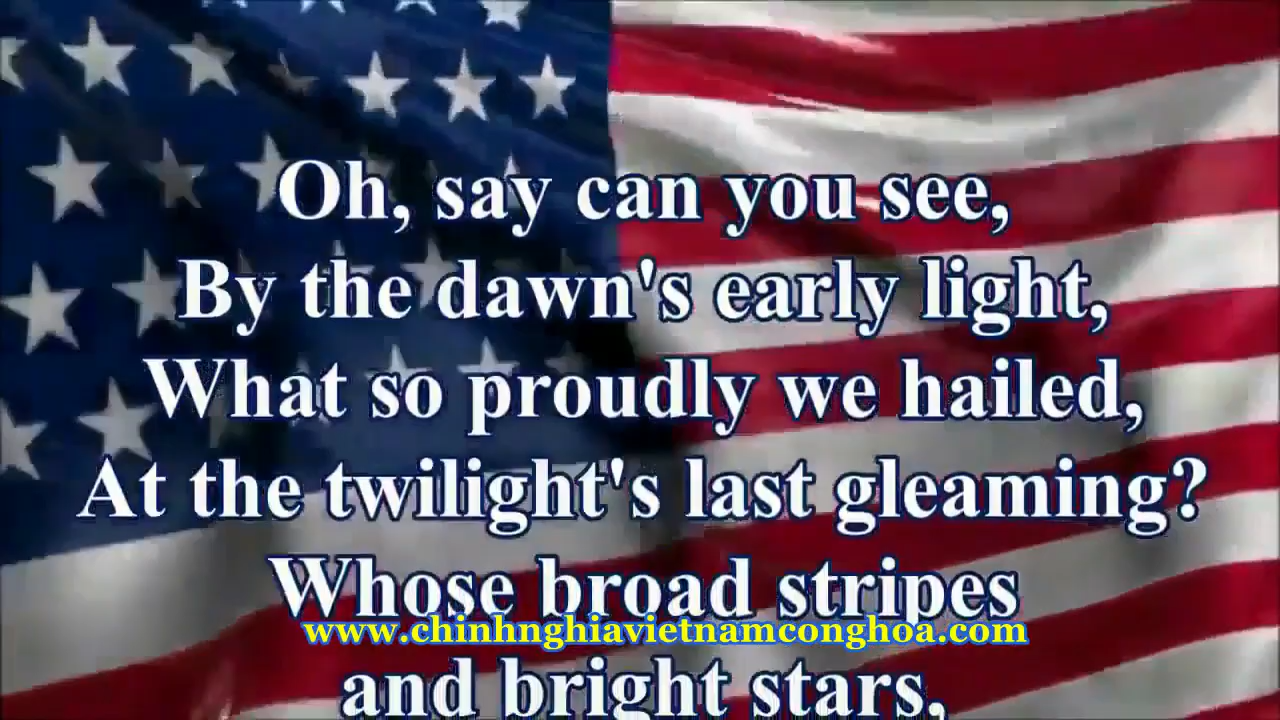 Oh, say can you see,
By the dawn's early light,
What so proudly we hailed,
At the twilight's last gleaming?
Whose broad stripes
www.chinhnghiavietnamconghoa.com
and bright stars,